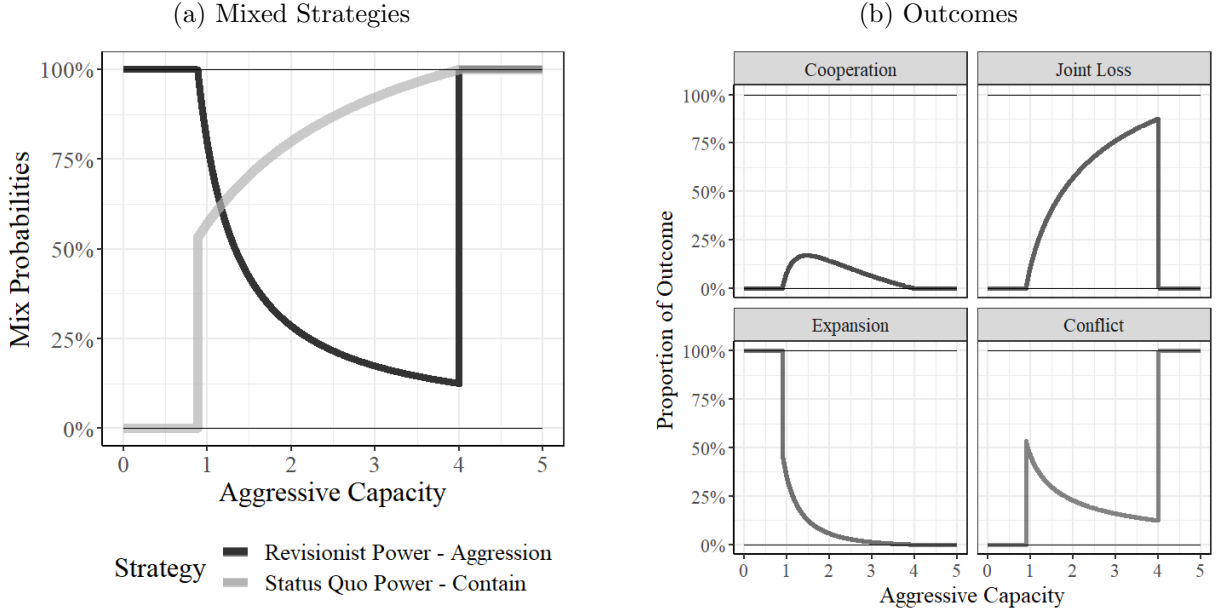 (a) Mixed Strategies
Mix Probabilities
100%
75%
50%
25%
0%
0 1 2 3 4 5
Aggressive Capacity
Strategy
Revisionist Power - Aggression
Status Quo Power - Contain
(b) Outcomes
Proportion of Outcome
Cooperation
Joint Loss
100%
75%
50%
25%
0%
Expansion
Conflict
100%
75%
50%
25%
0%
0 1 2 3 4 5
0 1 2 3 4 5
Aggressive Capacity